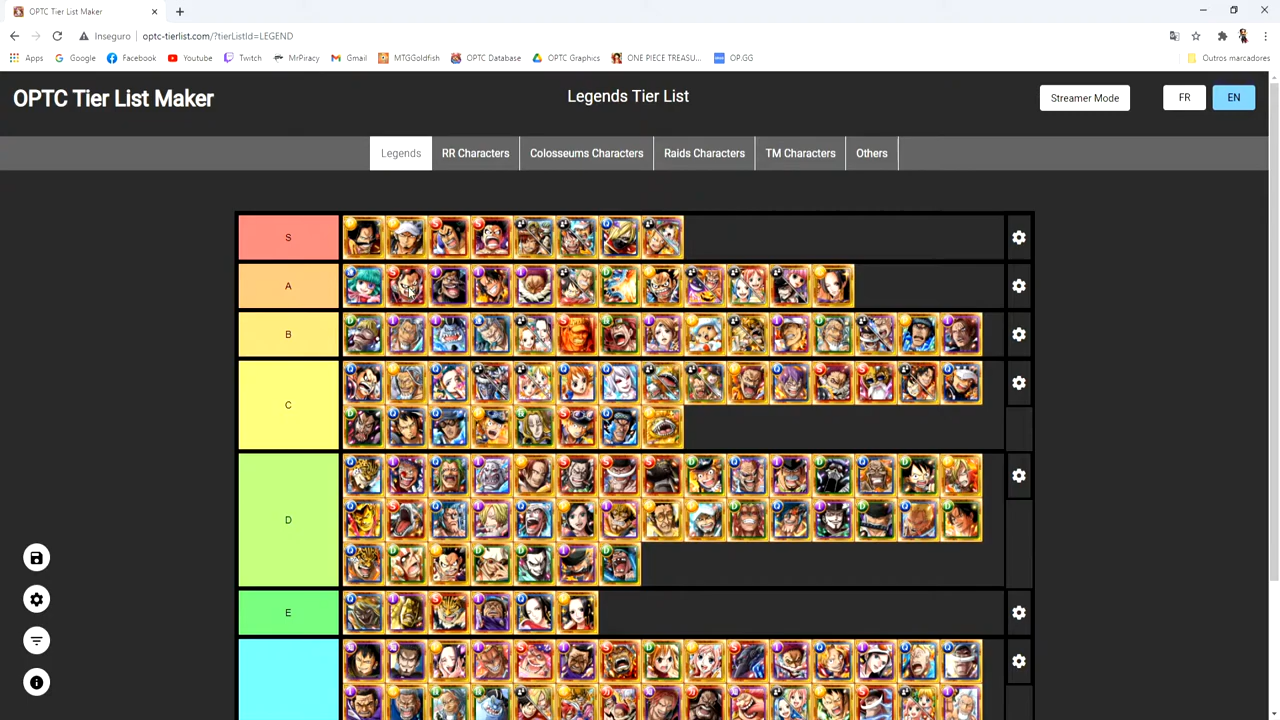 OPTC Tier List Maker
Inseguro | optc-tierlist.com/?tierListId=LEGEND
Apps Google Facebook Youtube Twitch MrPiracy Gmail MTGGoldfish OPTC Database OPTC Graphics ONE PIECE TREASU... OP.GG Outros marcadores
OPTC Tier List Maker
Legends Tier List
Streamer Mode
FR
EN
Legends RR Characters Colosseums Characters Raids Characters TM Characters Others
S
A
B
C
D
E